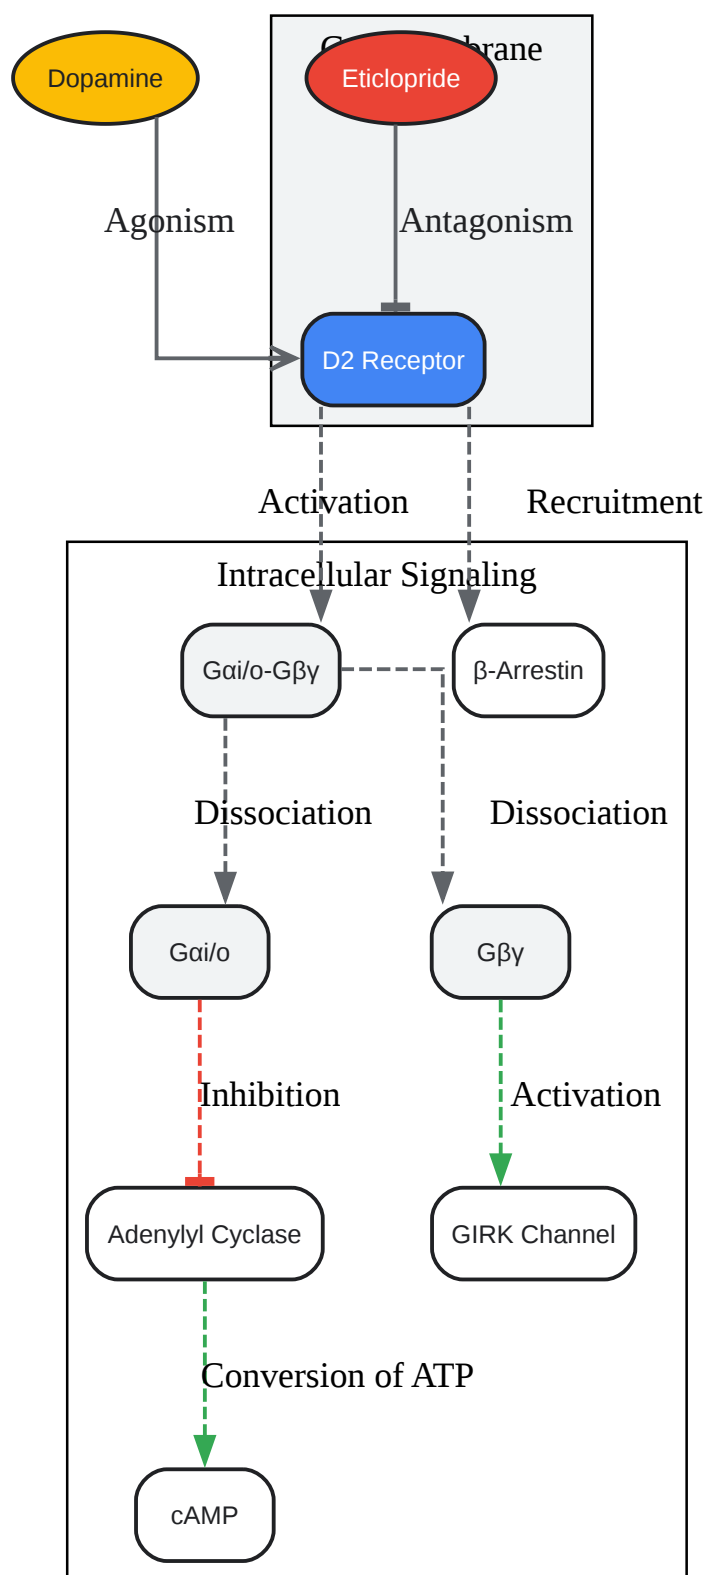 Dopamine
Eticlopride
Agonism
Antagonism
D2 Receptor
Activation
Recruitment
Intracellular Signaling
Gαi/o-Gβγ
β-Arrestin
Dissociation
Dissociation
Gαi/o
Gβγ
Inhibition
Activation
Adenylyl Cyclase
GIRK Channel
Conversion of ATP
cAMP